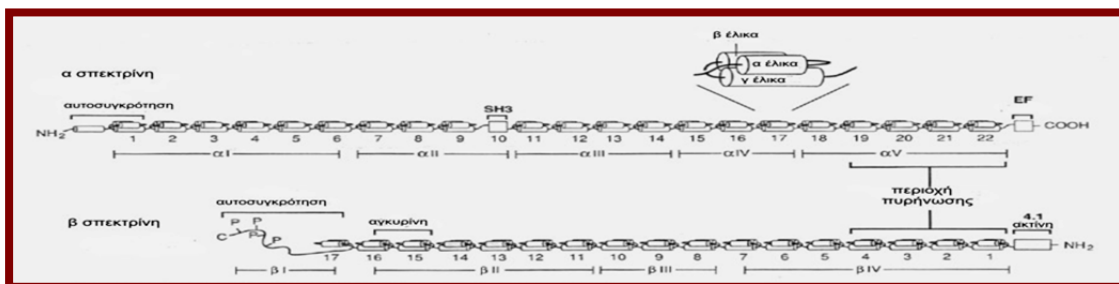 β έλικα
α έλικα
γ έλικα
α σπεκτρίνη
αυτοσυγκρότηση
SH3
EF
NH2
1 2 3 4 5 6 7 8 9 10 11 12 13 14 15 16 17 18 19 20 21 22
COOH
αI αII αIII αIV αV
περιοχή
πυρήνωσης
αυτοσυγκρότηση
β σπεκτρίνη
αγκυρίνη
4.1
ακτίνη
P P
C P P
NH2
17 16 15 14 13 12 11 10 9 8 7 6 5 4 3 2 1
βI βII βIII βIV